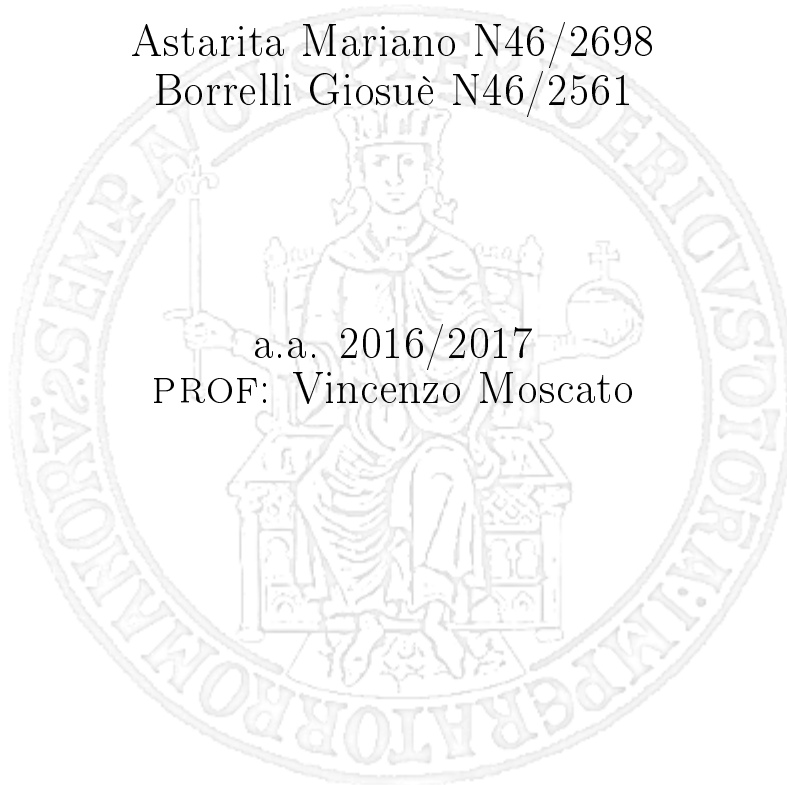 Astarita Mariano N46/2698
Borrelli Giosuè N46/2561
a.a. 2016/2017
PROF: Vincenzo Moscato